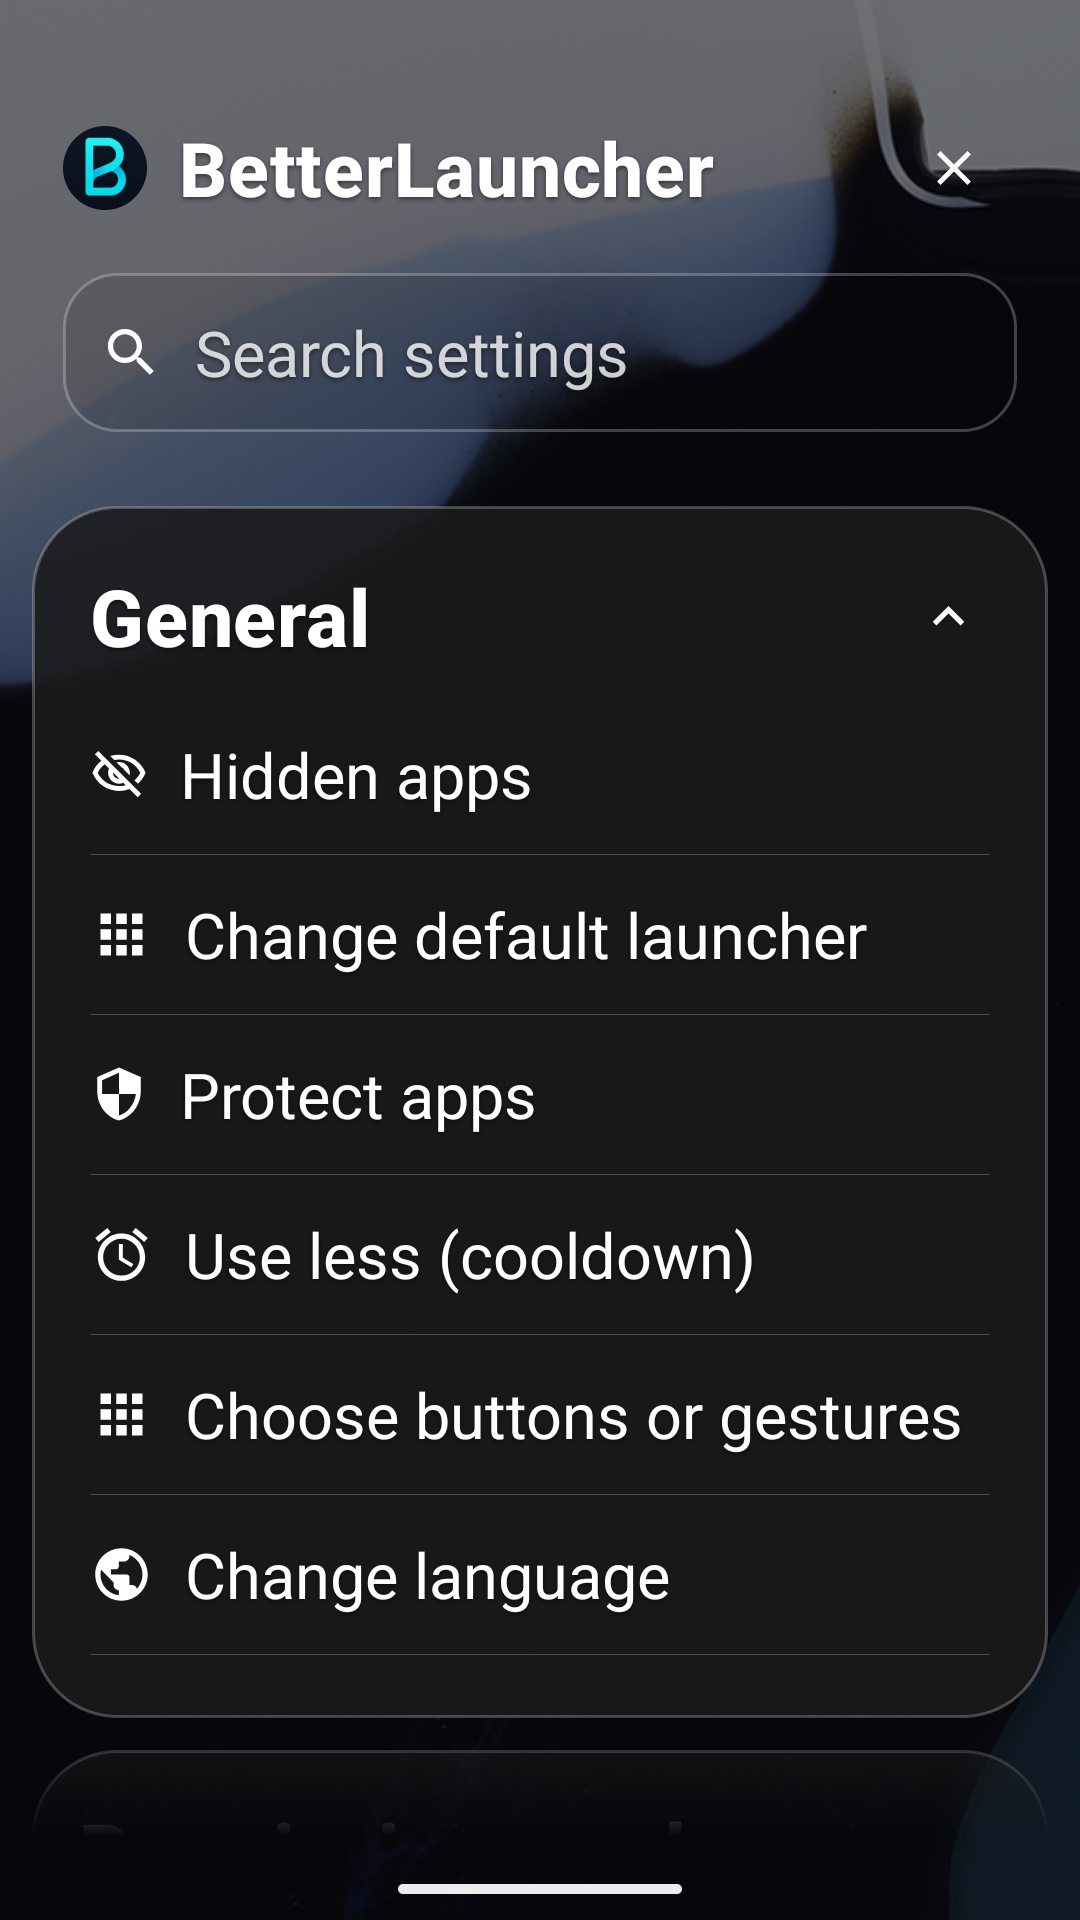 BetterLauncher
Search settings
General
Hidden apps
Change default launcher
Protect apps
Use less (cooldown)
Choose buttons or gestures
Change language